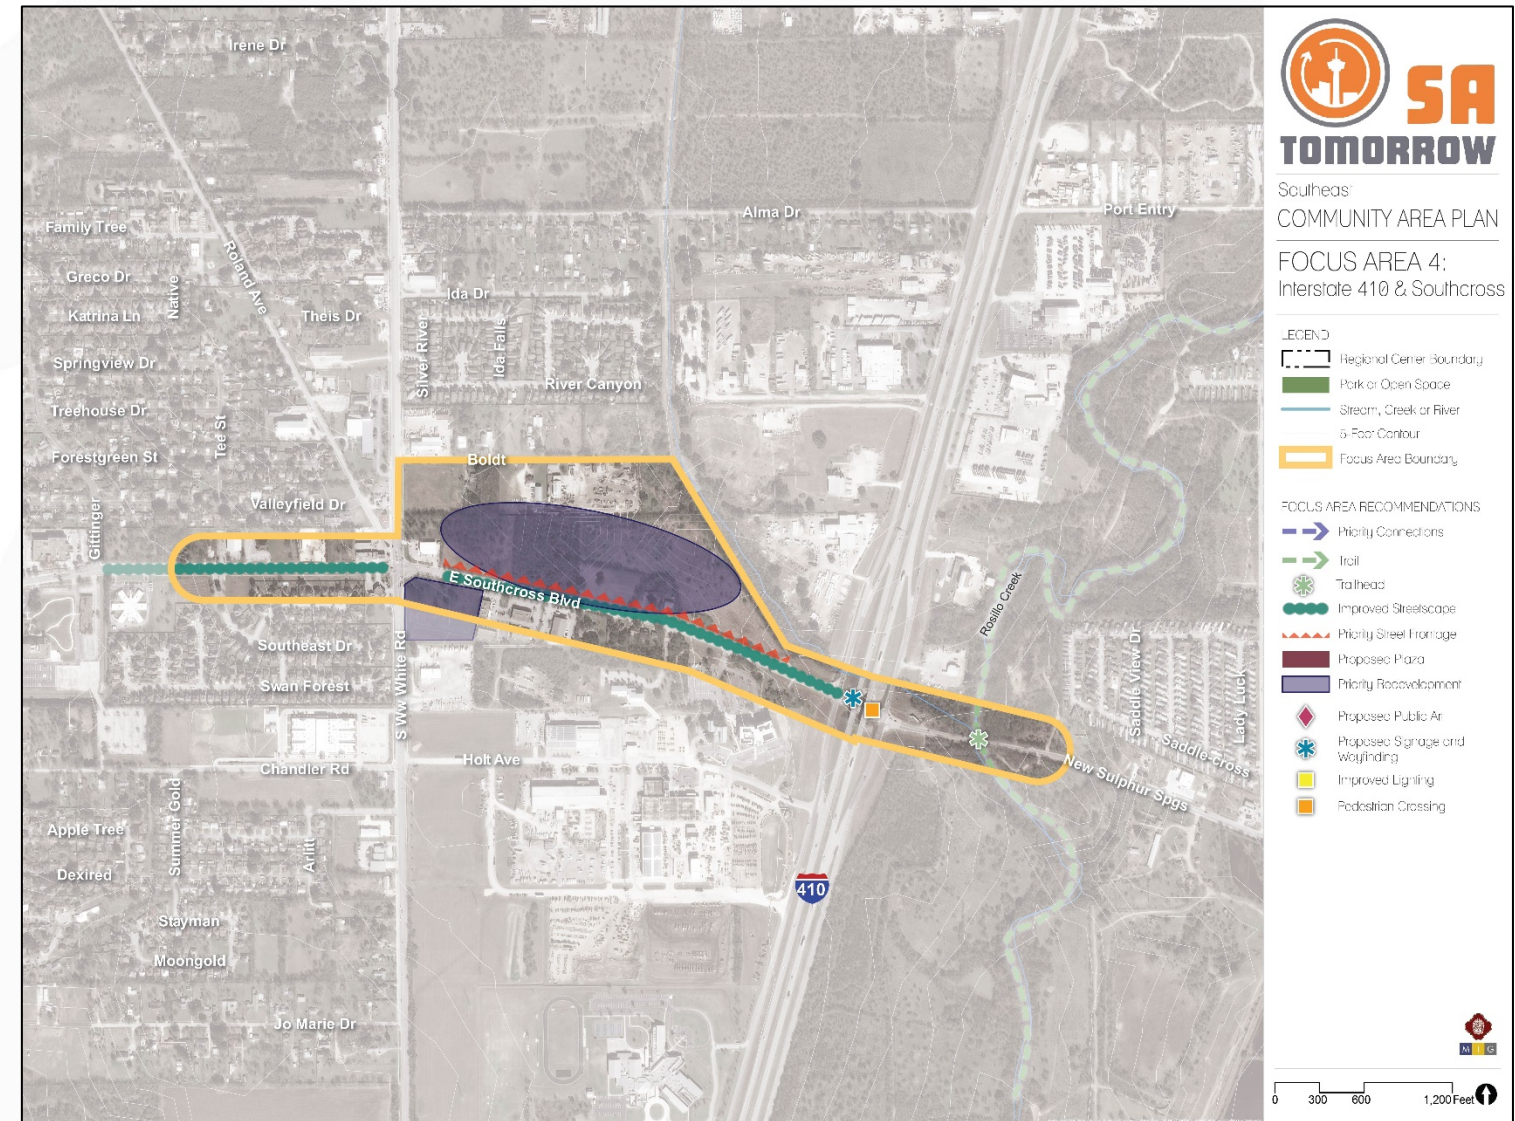 Irene Dr
Alma Dr
Port Entry
Family Tree
Roland Ave
Greco Dr
Native
Ida Dr
Katrina Ln
Theis Dr
Silver River
Ida Falls
Springview Dr
River Canyon
Treehouse Dr
Tee St
Forestgreen St
Boldt
Valleyfield Dr
Gittinger
E Southcross Blvd
Rosillo Creek
Southeast Dr
S Ww White Rd
Swan Forest
Saddle View Dr
Lady Luck
Saddle-cross
New Sulphur Spgs
Holt Ave
Chandler Rd
Summer Gold
Apple Tree
Arlitt
Dexired
410
Stayman
Moongold
Jo Marie Dr
SA
TOMORROW
Southeast
COMMUNITY AREA PLAN
FOCUS AREA 4:
Interstate 410 & Southcross
LEGEND
Regional Center Boundary
Park or Open Space
Stream, Creek or River
5-Foot Contour
Focus Area Boundary
FOCUS AREA RECOMMENDATIONS
Priority Connections
Trail
Trailhead
Improved Streetscape
Priority Street Frontage
Proposed Plaza
Priority Redevelopment
Proposed Public Art
Proposed Signage and
Wayfinding
Improved Lighting
Pedestrian Crossing
M I G
0 300 600 1,200 Feet